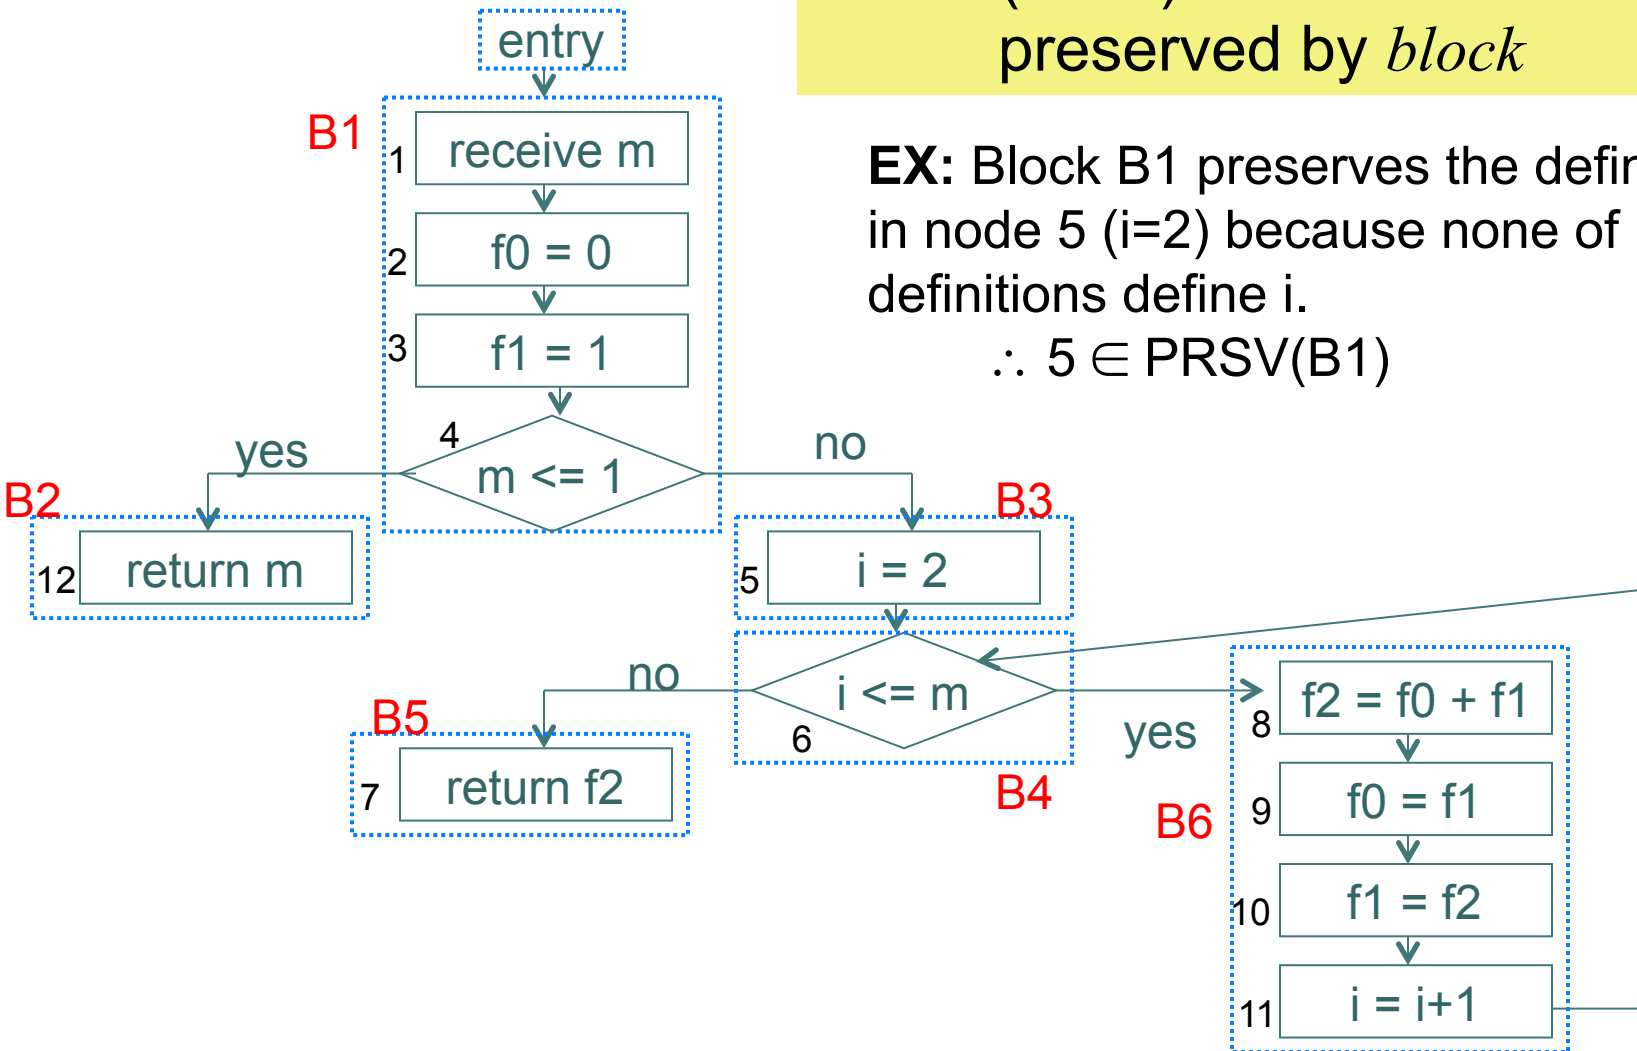 preserved by block
EX: Block B1 preserves the defin
in node 5 (i=2) because none of
definitions define i.
∴ 5 ∈ PRSV(B1)
entry
B1
1
receive m
2
f0 = 0
3
f1 = 1
4
m <= 1
yes
no
B2
12
return m
B3
5
i = 2
6
i <= m
B4
no
yes
B5
7
return f2
B6
8
f2 = f0 + f1
9
f0 = f1
10
f1 = f2
11
i = i+1